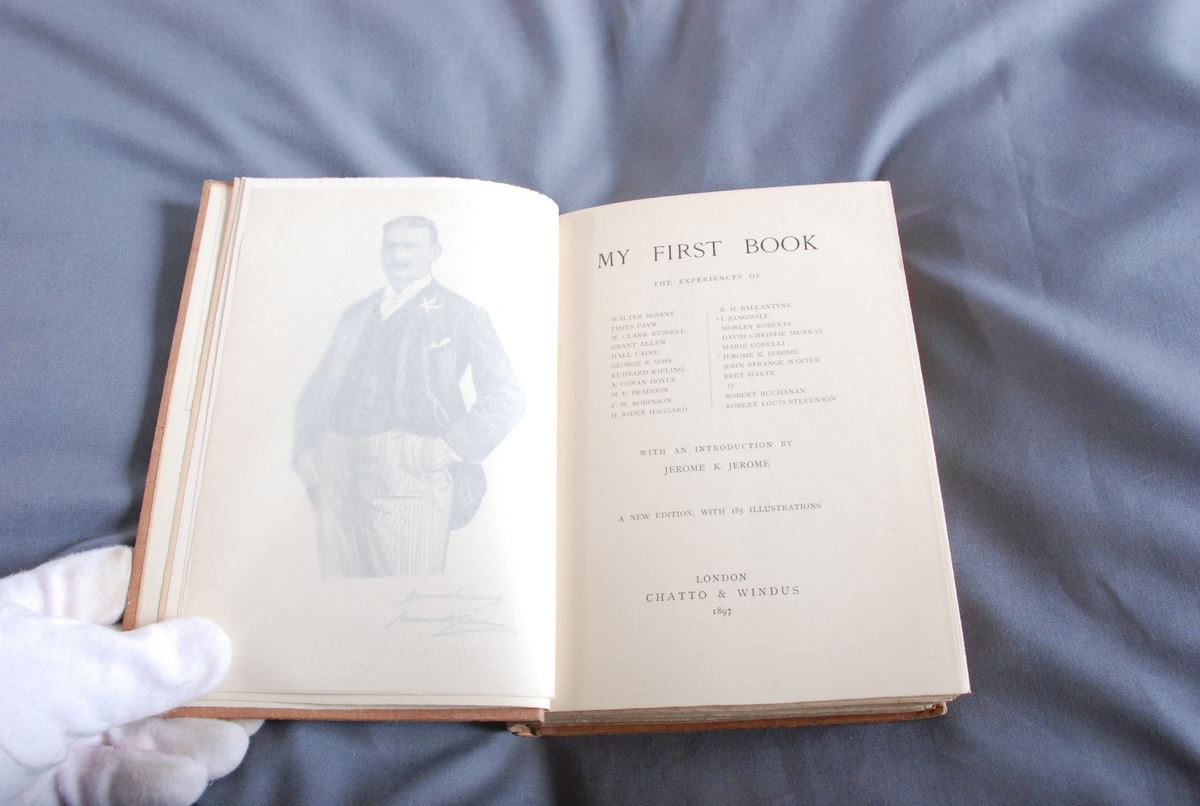 MY FIRST BOOK
THE EXPERIENCES OF
WALTER BESANT
JAMES PAYN
W. CLARK RUSSELL
GRANT ALLEN
HALL CAINE
GEORGE R. SIMS
RUDYARD KIPLING
A. CONAN DOYLE
M. E. BRADDON
F. W. ROBINSON
H. RIDER HAGGARD
R. M. BALLANTYNE
I. ZANGWILL
MORLEY ROBERTS
DAVID CHRISTIE MURRAY
MARIE CORELLI
JEROME K. JEROME
JOHN STRANGE WINTER
BRET HARTE
'Q.'
ROBERT BUCHANAN
ROBERT LOUIS STEVENSON
WITH AN INTRODUCTION BY
JEROME K. JEROME
A NEW EDITION, WITH 185 ILLUSTRATIONS
LONDON
CHATTO & WINDUS
1897